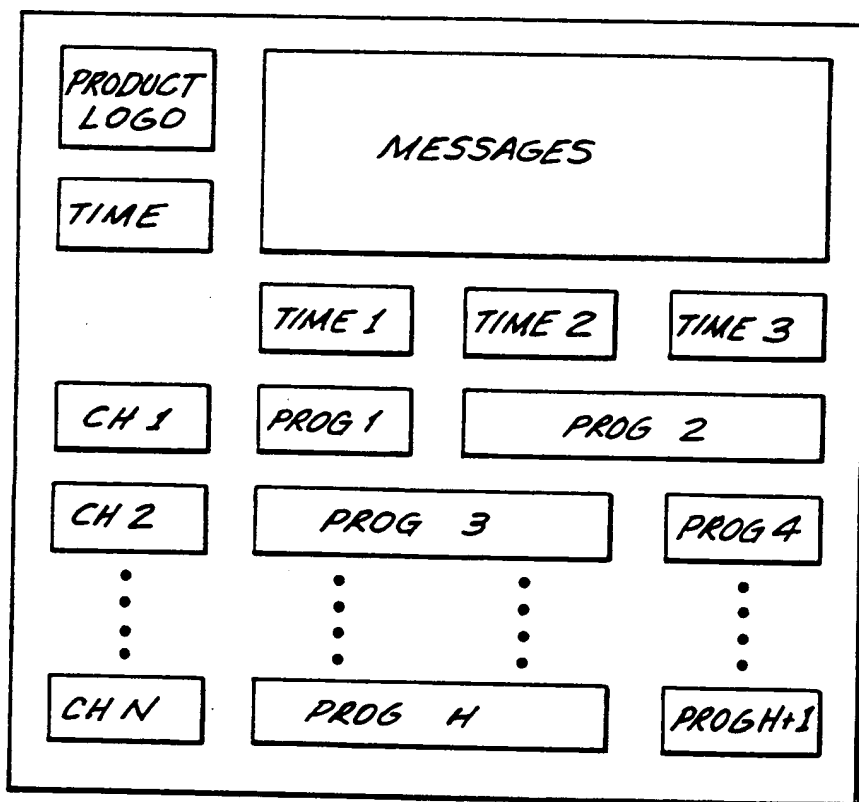 PRODUCT
LOGO
MESSAGES
TIME
TIME 1 TIME 2 TIME 3
CH 1 PROG 1 PROG 2
CH 2 PROG 3 PROG 4
CH N PROG H PROG H+1